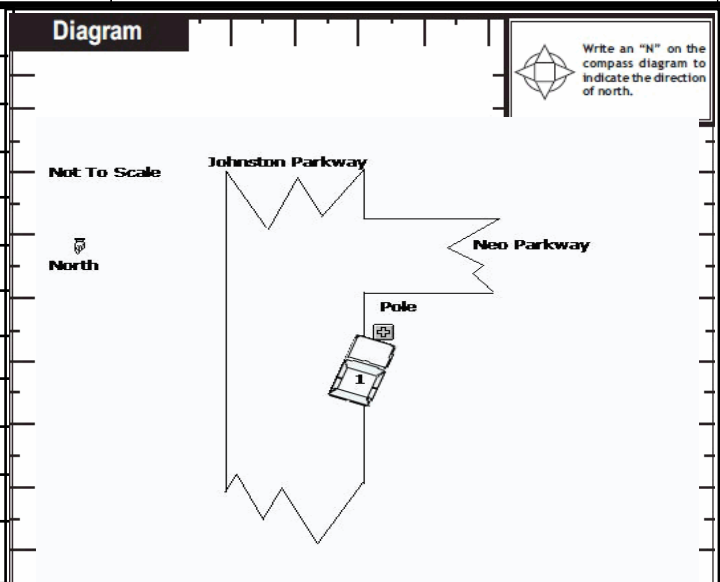 Diagram
Write an “N” on the
compass diagram to
indicate the direction
of north.
Not To Scale
Johnston Parkway
North
Neo Parkway
Pole
1